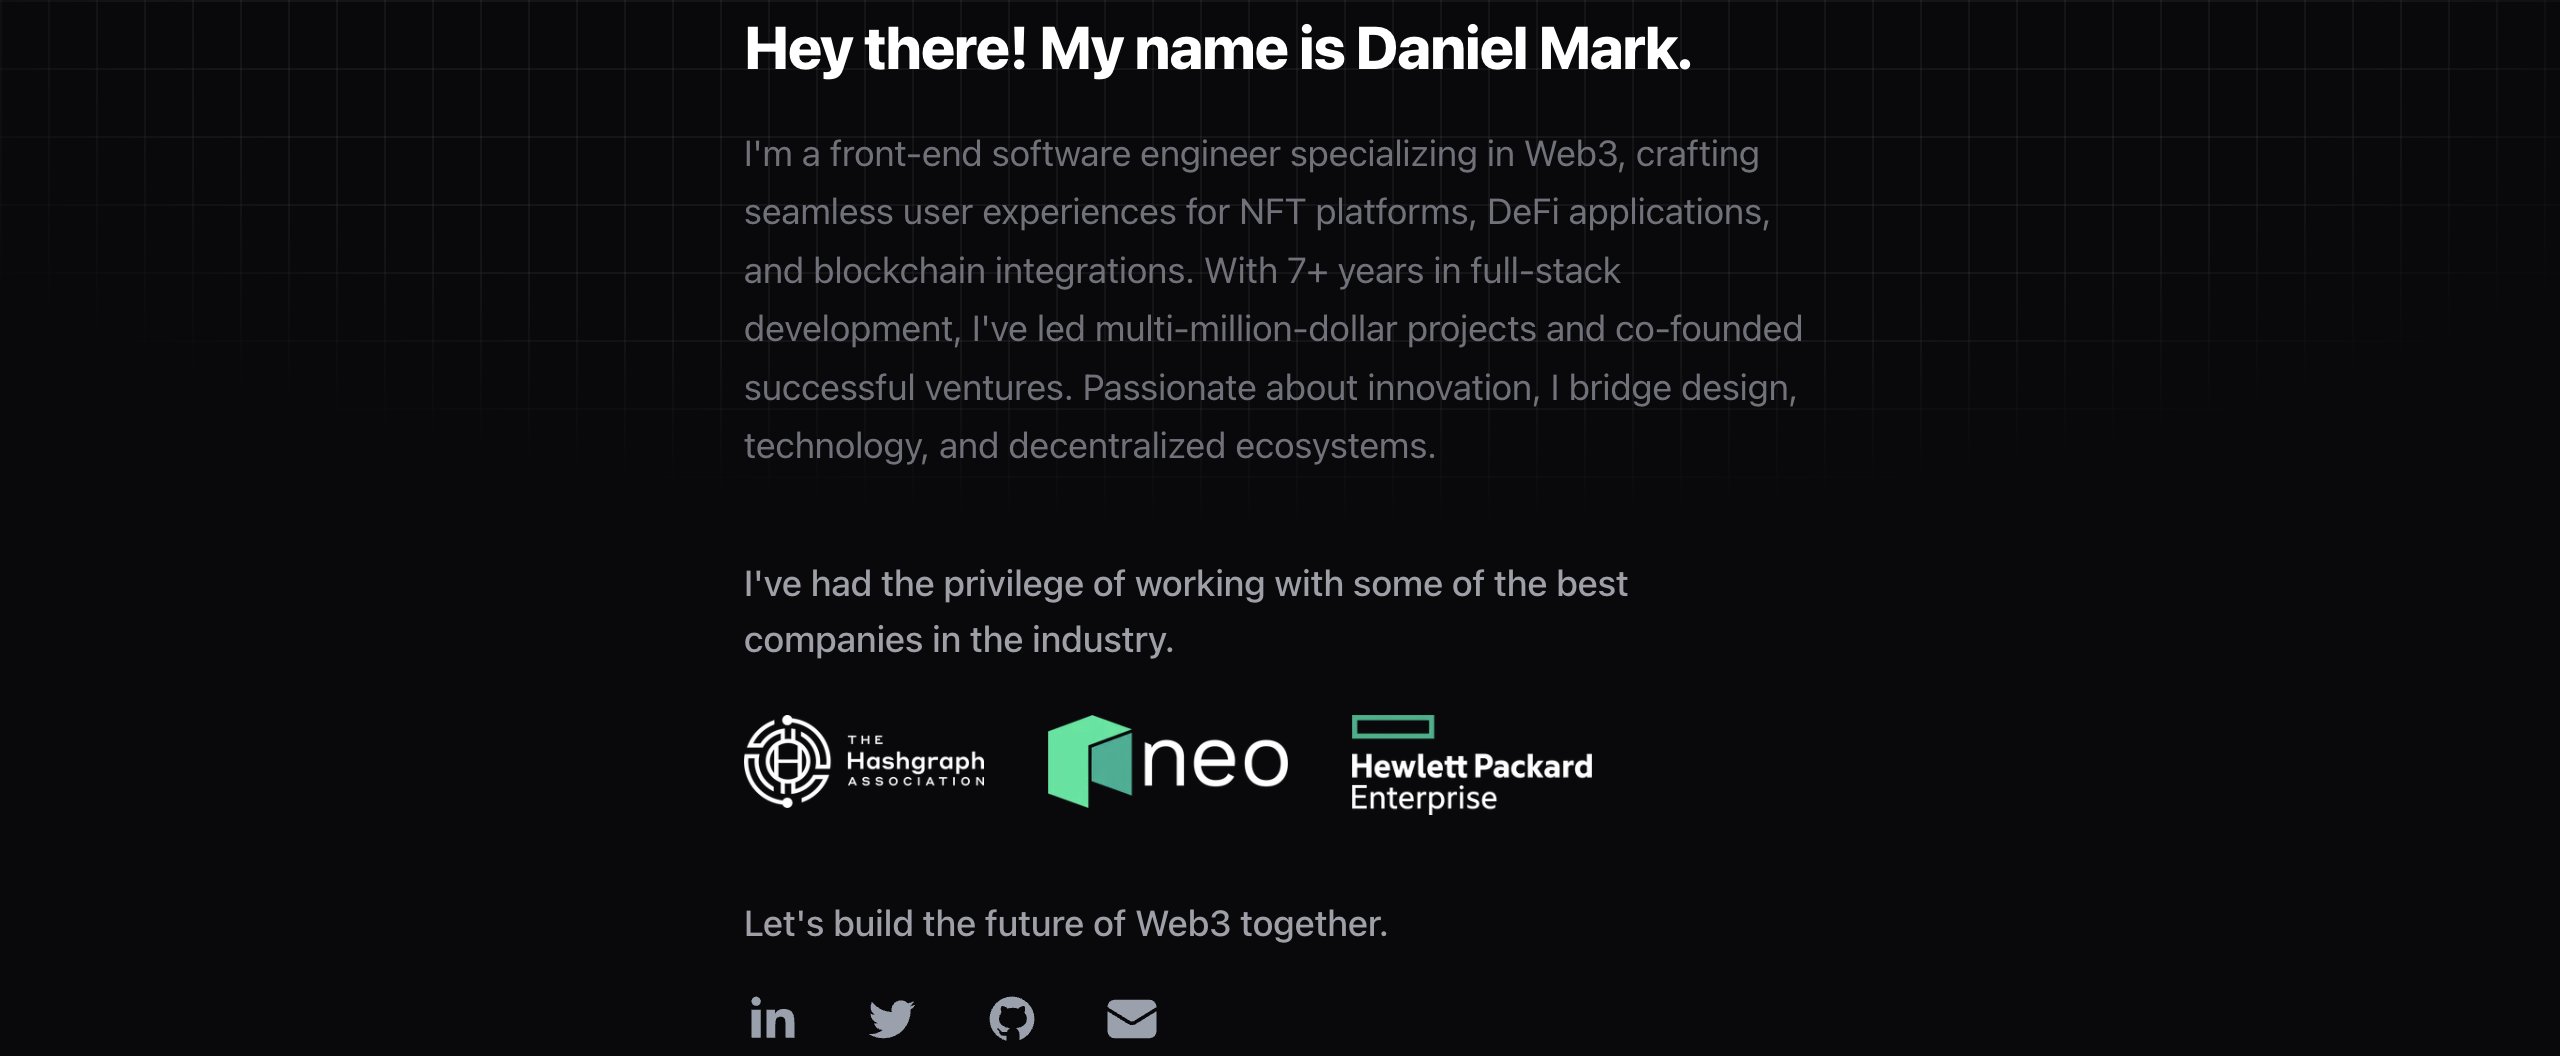 Hey there! My name is Daniel Mark.
I'm a front-end software engineer specializing in Web3, crafting
seamless user experiences for NFT platforms, DeFi applications,
and blockchain integrations. With 7+ years in full-stack
development, I've led multi-million-dollar projects and co-founded
successful ventures. Passionate about innovation, I bridge design,
technology, and decentralized ecosystems.
I've had the privilege of working with some of the best
companies in the industry.
THE
Hashgraph
ASSOCIATION
neo
Hewlett Packard
Enterprise
Let's build the future of Web3 together.
in